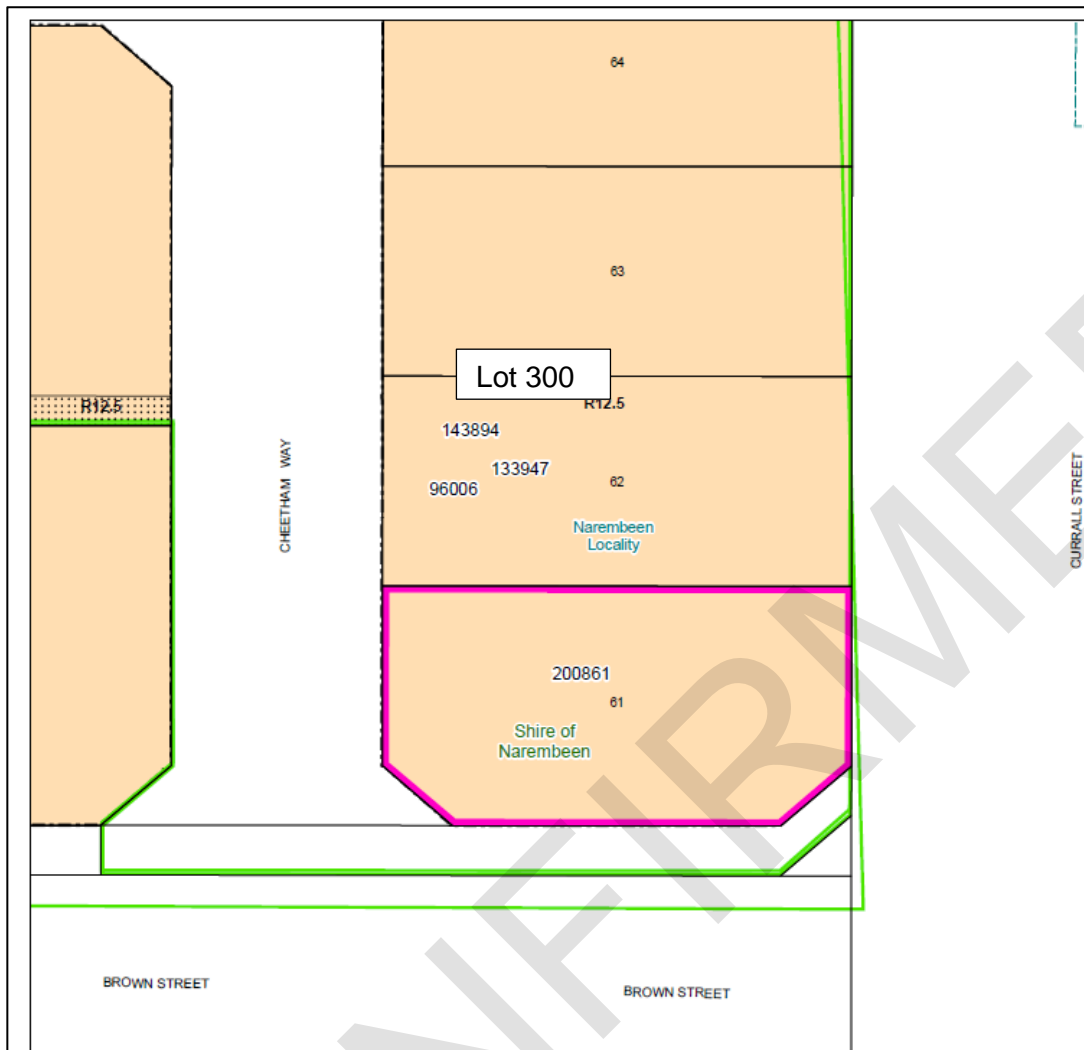 64
63
Lot 300
R12.5
R12.5
143894
133947
96006
62
CHEETHAM WAY
Narembeen
Locality
CURRALL STREET
200861
61
Shire of
Narembeen
BROWN STREET
BROWN STREET
NFIRME